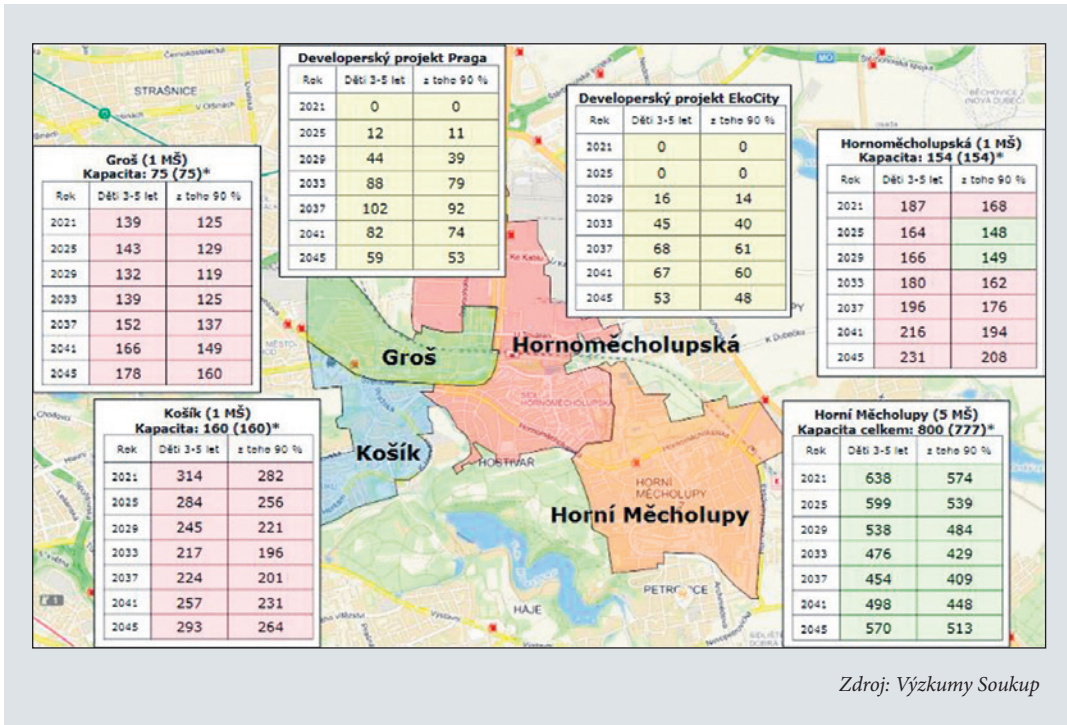 Developerský projekt Praga
Rok Děti 3-5 let z toho 90 %
2021 0 0
2025 12 11
2029 44 39
2033 88 79
2037 102 92
2041 82 74
2045 59 53
Developerský projekt EkoCity
Rok Děti 3-5 let z toho 90 %
2021 0 0
2025 0 0
2029 16 14
2033 45 40
2037 68 61
2041 67 60
2045 53 48
Groš (1 MŠ)
Kapacita: 75 (75)*
Rok Děti 3-5 let z toho 90 %
2021 139 125
2025 143 129
2029 132 119
2033 139 125
2037 152 137
2041 166 149
2045 178 160
Hornoměcholupská (1 MŠ)
Kapacita: 154 (154)*
Rok Děti 3-5 let z toho 90 %
2021 187 168
2025 164 148
2029 166 149
2033 180 162
2037 196 176
2041 216 194
2045 231 208
Košík (1 MŠ)
Kapacita: 160 (160)*
Rok Děti 3-5 let z toho 90 %
2021 314 282
2025 284 256
2029 245 221
2033 217 196
2037 224 201
2041 257 231
2045 293 264
Horní Měcholupy (5 MŠ)
Kapacita celkem: 800 (777)*
Rok Děti 3-5 let z toho 90 %
2021 638 574
2025 599 539
2029 538 484
2033 476 429
2037 454 409
2041 498 448
2045 570 513
STRAŠNICE
V Olšinách
MO
Ke Kablu
K Dubečku
Groš
Hornoměcholupská
Košík
HOSTIVAŘ
HORNÍ
MĚCHOLUPY
Horní Měcholupy
PETROVICE
HÁJE
Zdroj: Výzkumy Soukup